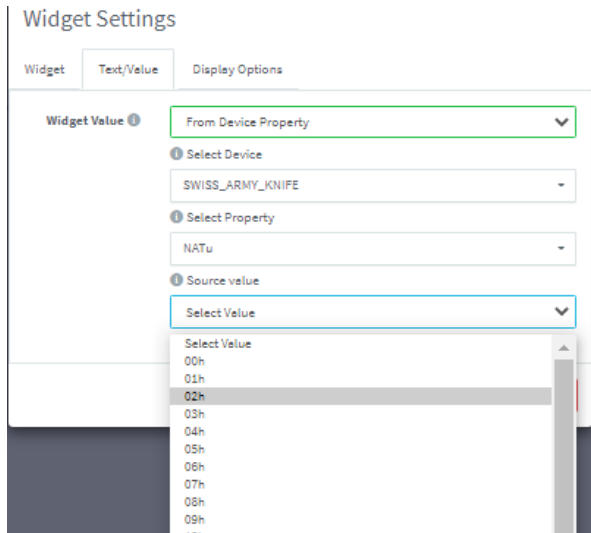 Widget Settings
Widget Text/Value Display Options
Widget Value From Device Property
Select Device
SWISS_ARMY_KNIFE
Select Property
NATu
Source value
Select Value
Select Value
00h
01h
02h
03h
04h
05h
06h
07h
08h
09h